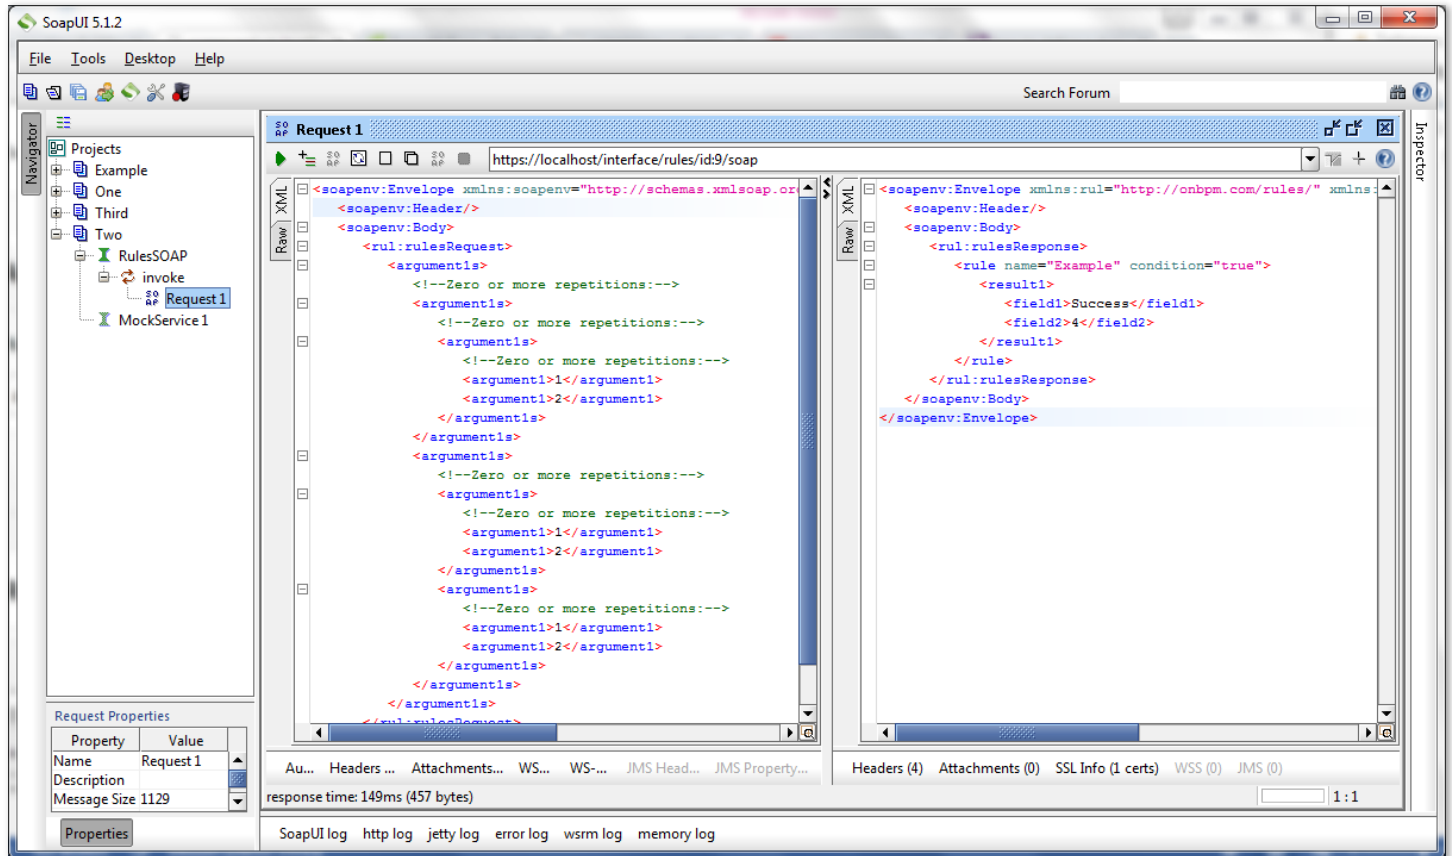 SoapUI 5.1.2
File Tools Desktop Help
Search Forum
Navigator
Projects
Example
One
Third
Two
RulesSOAP
invoke
Request 1
MockService 1
Request Properties
Property Value
Name Request 1
Description
Message Size 1129
Properties
Request 1
https://localhost/interface/rules/id:9/soap
XML
Raw
<soapenv:Envelope xmlns:soapenv="http://schemas.xmlsoap.or
<soapenv:Header/>
<soapenv:Body>
<rul:rulesRequest>
<argument1s>
<!--Zero or more repetitions:-->
<argument1s>
<!--Zero or more repetitions:-->
<argument1s>
<!--Zero or more repetitions:-->
<argument1>1</argument1>
<argument1>2</argument1>
</argument1s>
</argument1s>
<argument1s>
<!--Zero or more repetitions:-->
<argument1s>
<!--Zero or more repetitions:-->
<argument1>1</argument1>
<argument1>2</argument1>
</argument1s>
<argument1s>
<!--Zero or more repetitions:-->
<argument1>1</argument1>
<argument1>2</argument1>
</argument1s>
</argument1s>
</argument1s>
</rul:rulesRequest>
Au... Headers ... Attachments... WS... WS-... JMS Head... JMS Property...
XML
Raw
<soapenv:Envelope xmlns:rul="http://onbpm.com/rules/" xmlns:
<soapenv:Header/>
<soapenv:Body>
<rul:rulesResponse>
<rule name="Example" condition="true">
<result1>
<field1>Success</field1>
<field2>4</field2>
</result1>
</rule>
</rul:rulesResponse>
</soapenv:Body>
</soapenv:Envelope>
Headers (4) Attachments (0) SSL Info (1 certs) WSS (0) JMS (0)
response time: 149ms (457 bytes)
1:1
Inspector
SoapUI log http log jetty log error log wsrm log memory log